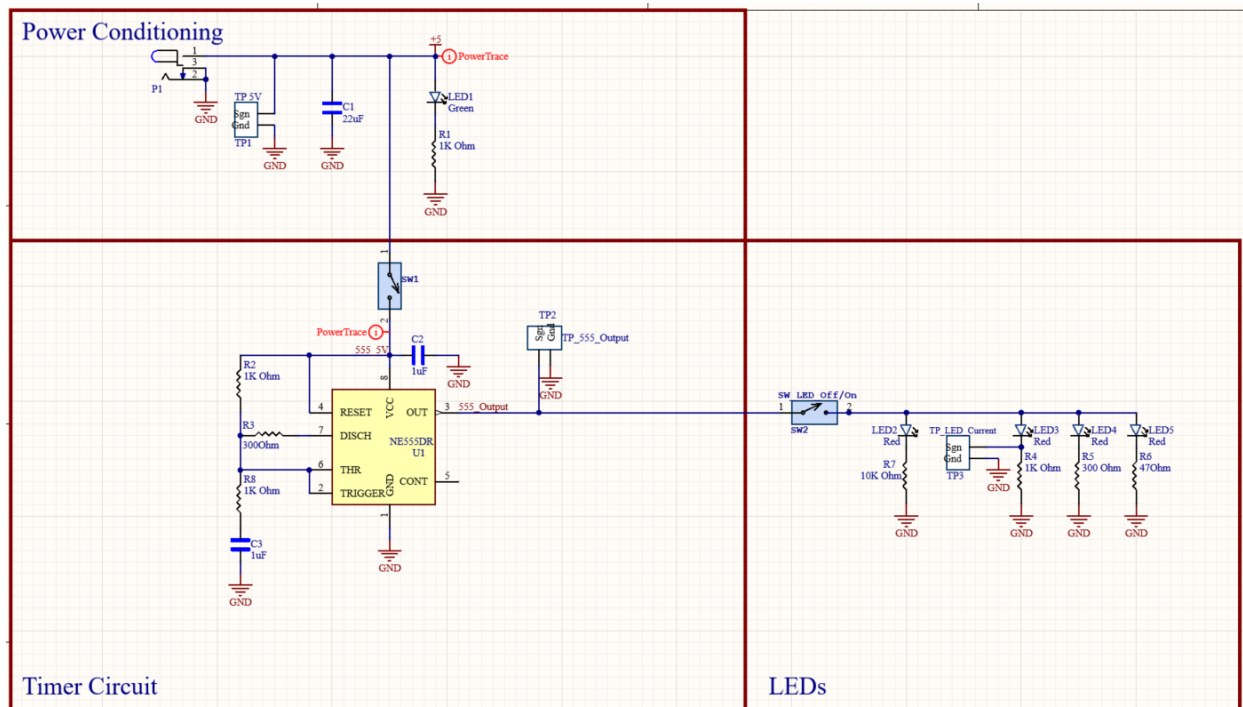 Power Conditioning
+5
PowerTrace
1
3
2
P1
GND
TP 5V
Sgn
Gnd
TP1
GND
C1
22uF
GND
LED1
Green
R1
1K Ohm
GND
1
SW1
2
PowerTrace
555_5V
C2
1uF
GND
R2
1K Ohm
R3
300Ohm
R8
1K Ohm
C3
1uF
GND
8
VCC
4
RESET
7
DISCH
6
THR
2
TRIGGER
OUT
3
NE555DR
U1
CONT
5
GND
1
GND
555_Output
TP2
Sgn
Gnd
TP_555_Output
GND
SW_LED_Off/On
1
2
SW2
LED2
Red
R7
10K Ohm
GND
TP_LED_Current
Sgn
Gnd
TP3
GND
LED3
Red
R4
1K Ohm
GND
LED4
Red
R5
300 Ohm
GND
LED5
Red
R6
47Ohm
GND
Timer Circuit
LEDs